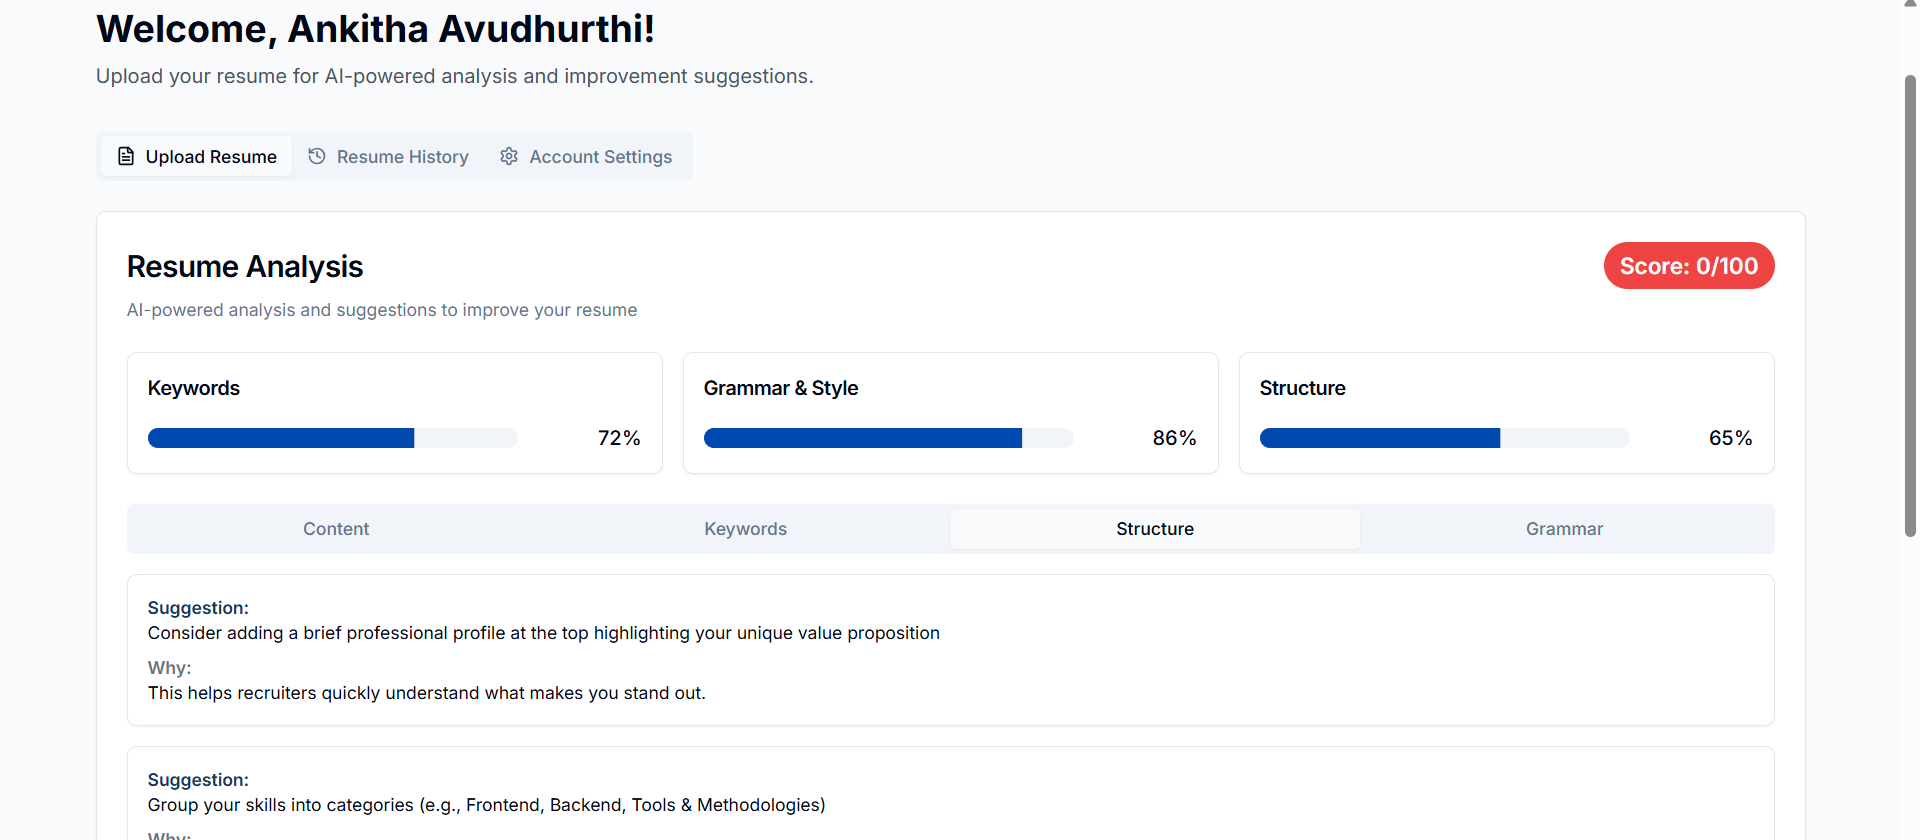 Welcome, Ankitha Avudhurthi!
Upload your resume for AI-powered analysis and improvement suggestions.
Upload Resume
Resume History
Account Settings
Resume Analysis
Score: 0/100
AI-powered analysis and suggestions to improve your resume
Keywords
72%
Grammar & Style
86%
Structure
65%
Content
Keywords
Structure
Grammar
Suggestion:
Consider adding a brief professional profile at the top highlighting your unique value proposition
Why:
This helps recruiters quickly understand what makes you stand out.
Suggestion:
Group your skills into categories (e.g., Frontend, Backend, Tools & Methodologies)
Why: